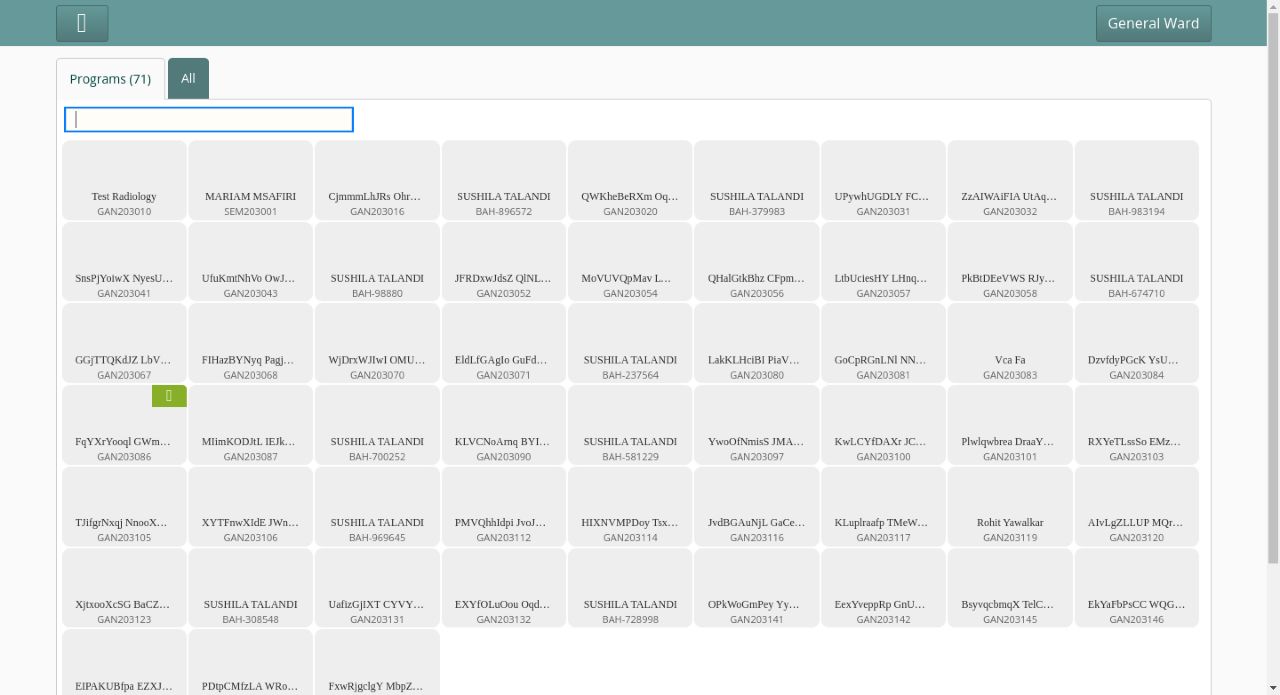 General Ward
Programs (71)
All
Test Radiology
GAN203010
MARIAM MSAFIRI
SEM203001
CjmmmLhJRs Ohr…
GAN203016
SUSHILA TALANDI
BAH-896572
QWKheBeRXm Oq…
GAN203020
SUSHILA TALANDI
BAH-379983
UPywhUGDLY FC…
GAN203031
ZzAIWAiFIA UtAq…
GAN203032
SUSHILA TALANDI
BAH-983194
SnsPjYoiwX NyesU…
GAN203041
UfuKmtNhVo OwJ…
GAN203043
SUSHILA TALANDI
BAH-98880
JFRDxwJdsZ QlNL…
GAN203052
MoVUVQpMav L…
GAN203054
QHalGtkBhz CFpm…
GAN203056
LtbUciesHY LHnq…
GAN203057
PkBtDEeVWS RJy…
GAN203058
SUSHILA TALANDI
BAH-674710
GGjTTQKdJZ LbV…
GAN203067
FIHazBYNyq Pagj…
GAN203068
WjDrxWJIwI OMU…
GAN203070
EldLfGAgIo GuFd…
GAN203071
SUSHILA TALANDI
BAH-237564
LakKLHciBI PiaV…
GAN203080
GoCpRGnLNl NN…
GAN203081
Vca Fa
GAN203083
DzvfdyPGcK YsU…
GAN203084
FqYXrYooql GWm…
GAN203086
MIimKODJtL IEJk…
GAN203087
SUSHILA TALANDI
BAH-700252
KLVCNoArnq BYI…
GAN203090
SUSHILA TALANDI
BAH-581229
YwoOfNmisS JMA…
GAN203097
KwLCYfDAXr JC…
GAN203100
Plwlqwbrea DraaY…
GAN203101
RXYeTLssSo EMz…
GAN203103
TJifgrNxqj NnooX…
GAN203105
XYTFnwXIdE JWn…
GAN203106
SUSHILA TALANDI
BAH-969645
PMVQhhIdpi JvoJ…
GAN203112
HIXNVMPDoy Tsx…
GAN203114
JvdBGAuNjL GaCe…
GAN203116
KLuplraafp TMeW…
GAN203117
Rohit Yawalkar
GAN203119
AIvLgZLLUP MQr…
GAN203120
XjtxooXcSG BaCZ…
GAN203123
SUSHILA TALANDI
BAH-308548
UafizGjIXT CYVY…
GAN203131
EXYfOLuOou Oqd…
GAN203132
SUSHILA TALANDI
BAH-728998
OPkWoGmPey Yy…
GAN203141
EexYveppRp GnU…
GAN203142
BsyvqcbmqX TelC…
GAN203145
EkYaFbPsCC WQG…
GAN203146
EIPAKUBfpa EZXJ…
PDtpCMfzLA WRo…
FxwRjgclgY MbpZ…